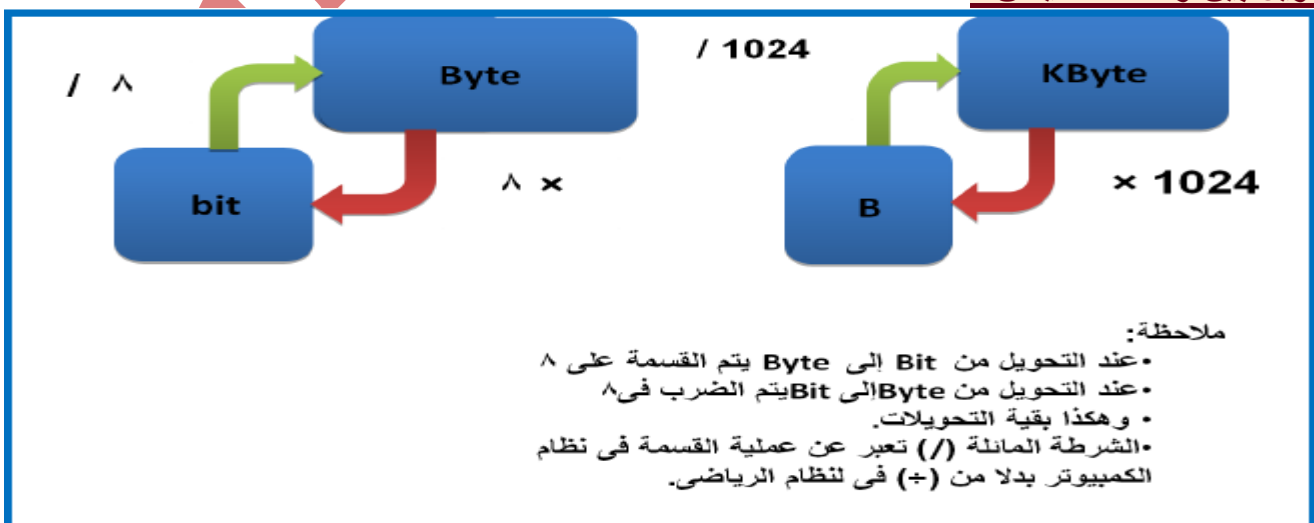 / ٨
Byte
bit
٨ ×
/ 1024
KByte
B
× 1024
ملاحظة:
•عند التحويل من Bit إلى Byte يتم القسمة على ٨
•عند التحويل من Byteإلى Bitيتم الضرب فى٨
• وهكذا بقية التحويلات.
•الشرطة المائلة (/) تعبر عن عملية القسمة فى نظام
الكمبيوتر بدلا من (÷) فى لنظام الرياضى.